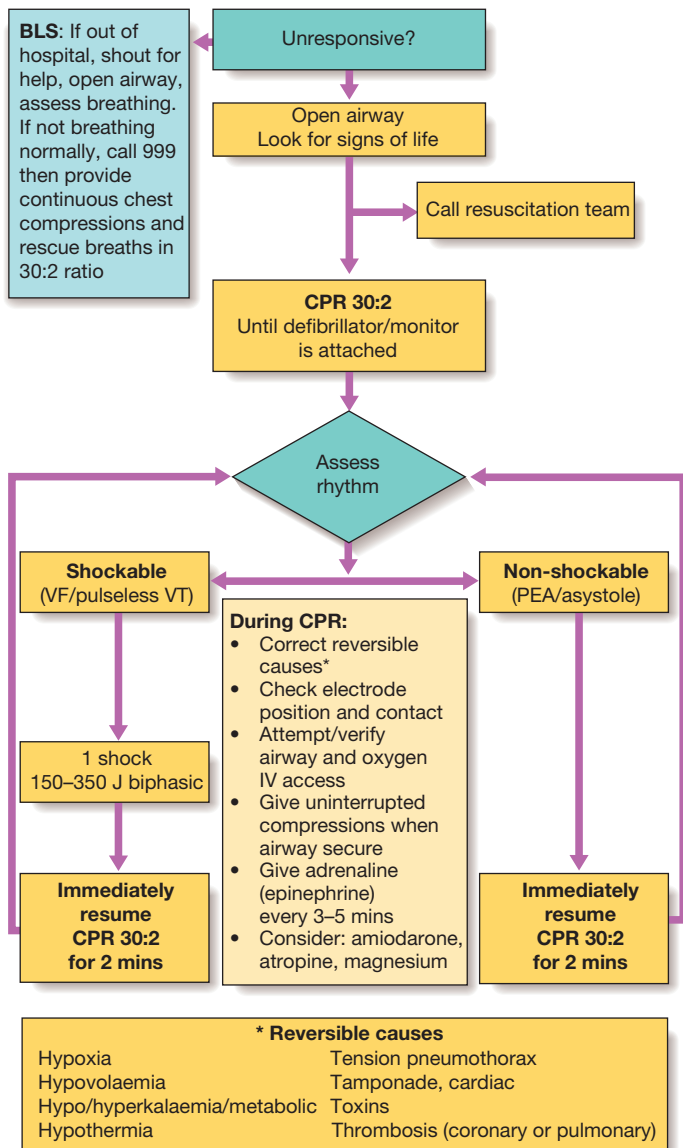 BLS: If out of
hospital, shout for
help, open airway,
assess breathing.
If not breathing
normally, call 999
then provide
continuous chest
compressions and
rescue breaths in
30:2 ratio
Unresponsive?
Open airway
Look for signs of life
Call resuscitation team
CPR 30:2
Until defibrillator/monitor
is attached
Assess
rhythm
Shockable
(VF/pulseless VT)
1 shock
150–350 J biphasic
Immediately
resume
CPR 30:2
for 2 mins
During CPR:
• Correct reversible
causes*
• Check electrode
position and contact
• Attempt/verify
airway and oxygen
IV access
• Give uninterrupted
compressions when
airway secure
• Give adrenaline
(epinephrine)
every 3–5 mins
• Consider: amiodarone,
atropine, magnesium
Non-shockable
(PEA/asystole)
Immediately
resume
CPR 30:2
for 2 mins
* Reversible causes
Hypoxia
Hypovolaemia
Hypo/hyperkalaemia/metabolic
Hypothermia
Tension pneumothorax
Tamponade, cardiac
Toxins
Thrombosis (coronary or pulmonary)